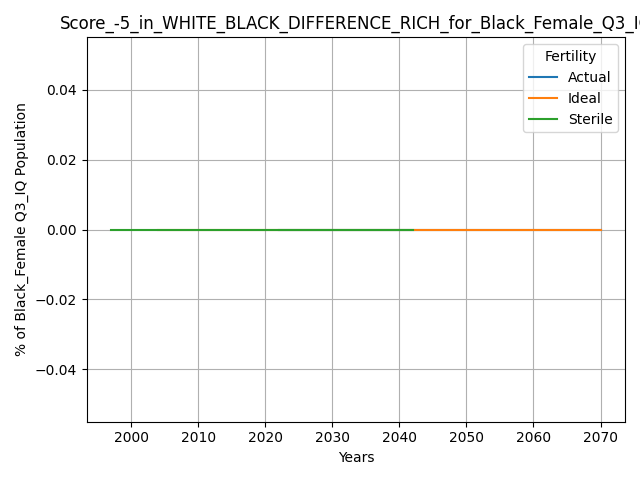 Score_-5_in_WHITE_BLACK_DIFFERENCE_RICH_for_Black_Female_Q3_I
Fertility
Actual
Ideal
Sterile
% of Black_Female Q3_IQ Population
0.04
0.02
0.00
−0.02
−0.04
2000 2010 2020 2030 2040 2050 2060 2070
Years